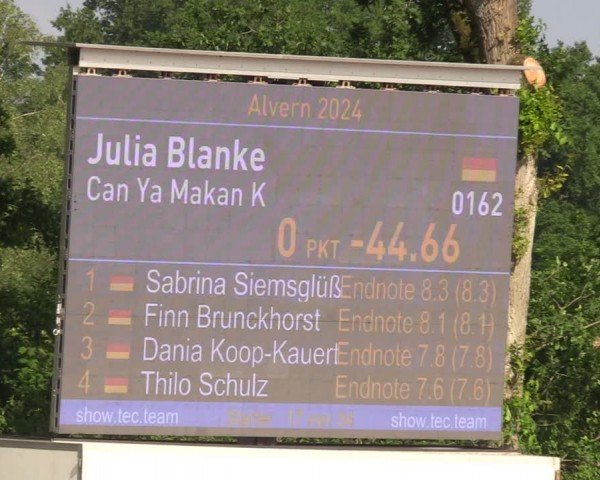 Alvern 2024
Julia Blanke
Can Ya Makan K
0162
0 PKT -44.66
1 Sabrina Siemsglüß Endnote 8.3 (8.3)
2 Finn Brunckhorst Endnote 8.1 (8.1)
3 Dania Koop-Kauert Endnote 7.8 (7.8)
4 Thilo Schulz Endnote 7.6 (7.6)
show.tec.team Starter show.tec.team